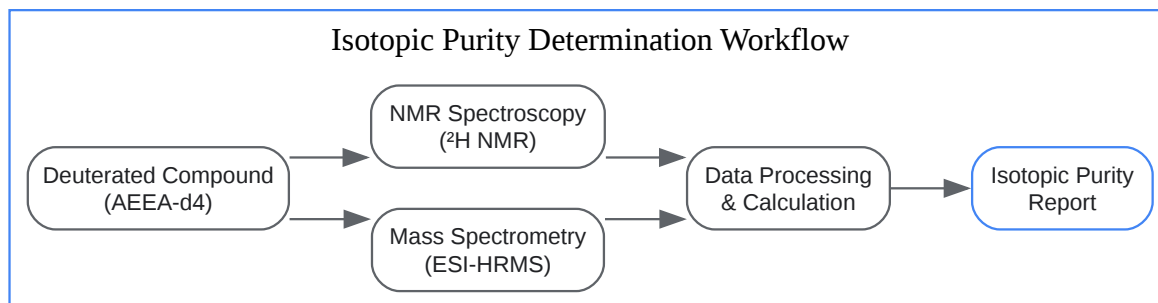 Isotopic Purity Determination Workflow
NMR Spectroscopy
(²H NMR)
Deuterated Compound
(AEEA-d4)
Mass Spectrometry
(ESI-HRMS)
Data Processing
& Calculation
Isotopic Purity
Report